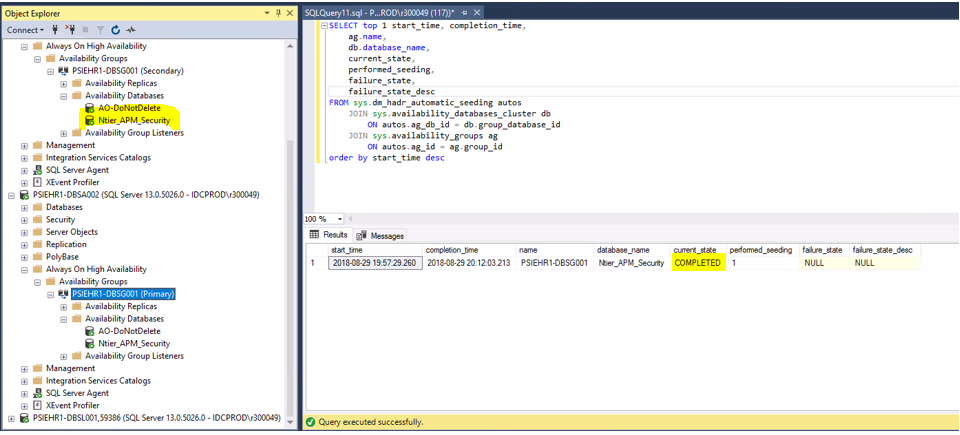 Object Explorer
Connect
Always On High Availability
Availability Groups
PSIEHR1-DBSG001 (Secondary)
Availability Replicas
Availability Databases
AO-DoNotDelete
Ntier_APM_Security
Availability Group Listeners
Management
Integration Services Catalogs
SQL Server Agent
XEvent Profiler
PSIEHR1-DBSA002 (SQL Server 13.0.5026.0 - IDCPROD\r300049)
Databases
Security
Server Objects
Replication
PolyBase
Always On High Availability
Availability Groups
PSIEHR1-DBSG001 (Primary)
Availability Replicas
Availability Databases
AO-DoNotDelete
Ntier_APM_Security
Availability Group Listeners
Management
Integration Services Catalogs
SQL Server Agent
XEvent Profiler
PSIEHR1-DBSL001,59386 (SQL Server 13.0.5026.0 - IDCPROD\r300049)
SQLQuery11.sql - P...ROD\r300049 (117))*
SELECT top 1 start_time, completion_time,
ag.name,
db.database_name,
current_state,
performed_seeding,
failure_state,
failure_state_desc
FROM sys.dm_hadr_automatic_seeding autos
JOIN sys.availability_databases_cluster db
ON autos.ag_db_id = db.group_database_id
JOIN sys.availability_groups ag
ON autos.ag_id = ag.group_id
order by start_time desc
100 %
Results Messages
start_time completion_time name database_name current_state performed_seeding failure_state failure_state_desc
1 2018-08-29 19:57:29.260 2018-08-29 20:12:03.213 PSIEHR1-DBSG001 Ntier_APM_Security COMPLETED 1 NULL NULL
Query executed successfully.